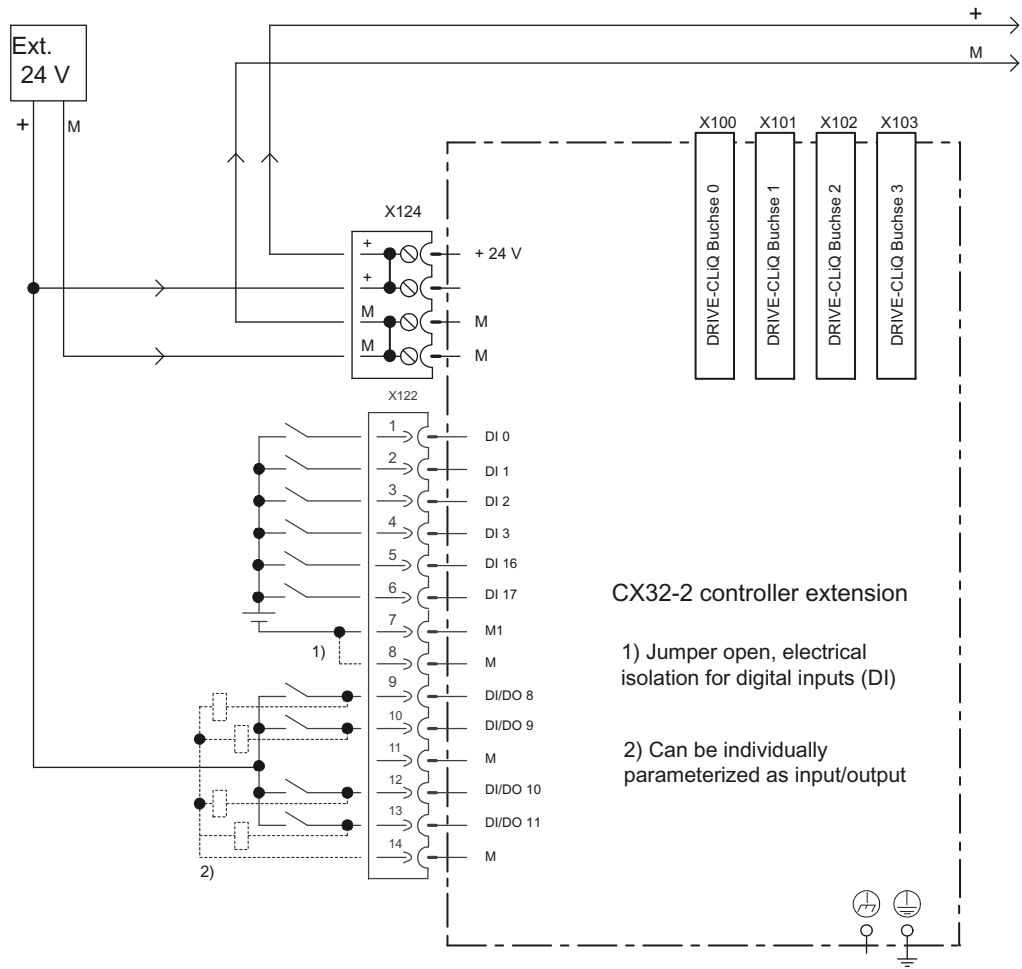 Ext.
24 V
+
M
+
M
X100
X101
X102
X103
DRIVE-CLiQ Buchse 0
DRIVE-CLiQ Buchse 1
DRIVE-CLiQ Buchse 2
DRIVE-CLiQ Buchse 3
X124
+
+ 24 V
+
M
M
M
M
X122
1
DI 0
2
DI 1
3
DI 2
4
DI 3
5
DI 16
6
DI 17
7
M1
1)
8
M
9
DI/DO 8
10
DI/DO 9
11
M
12
DI/DO 10
13
DI/DO 11
14
M
2)
CX32-2 controller extension
1) Jumper open, electrical
isolation for digital inputs (DI)
2) Can be individually
parameterized as input/output